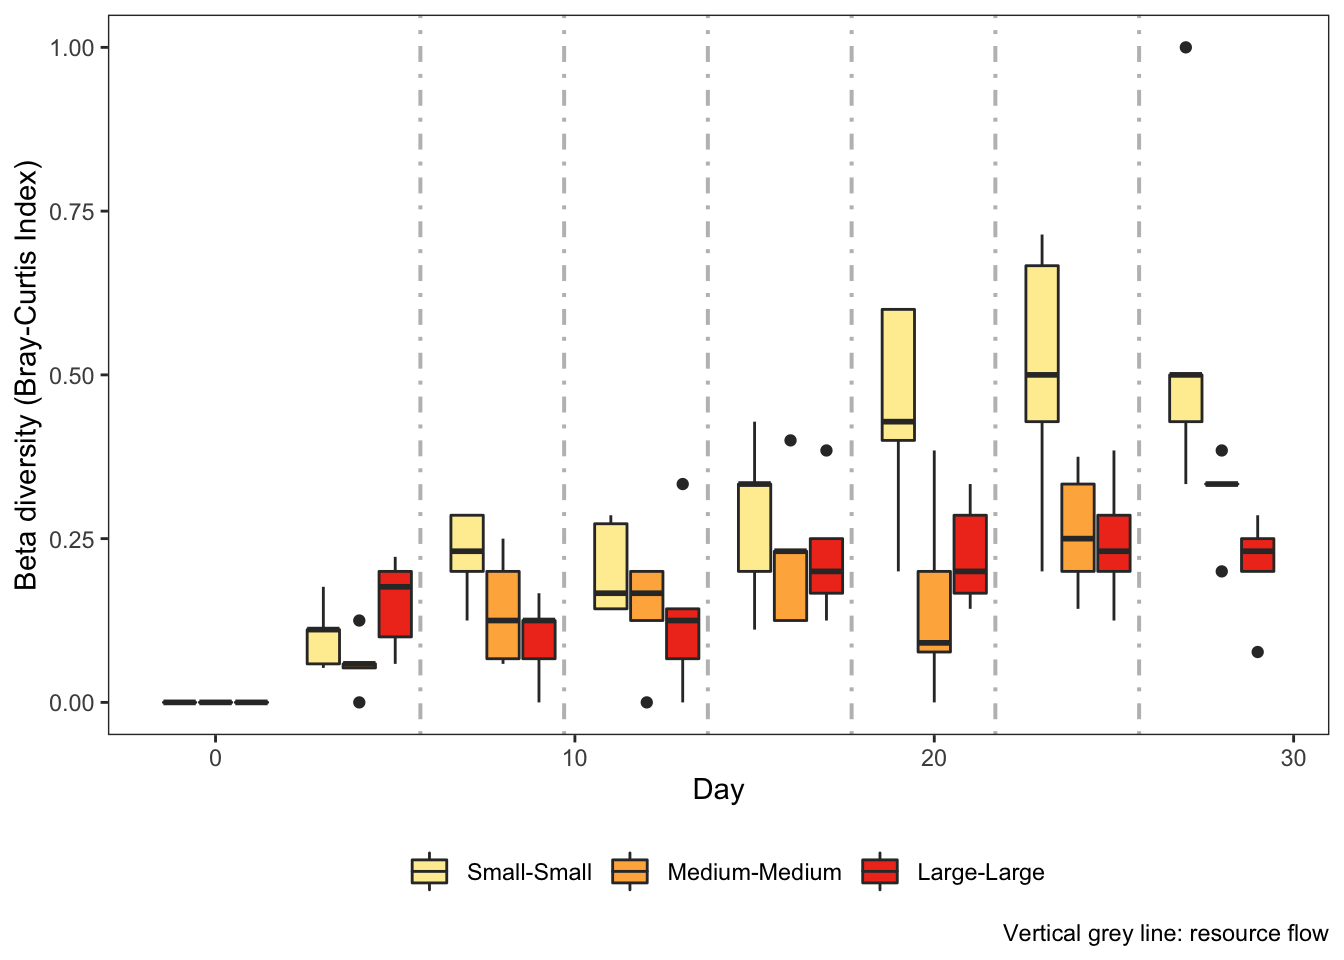 Beta diversity (Bray-Curtis Index)
1.00
0.75
0.50
0.25
0.00
0 10 20 30
Day
Small-Small Medium-Medium Large-Large
Vertical grey line: resource flow